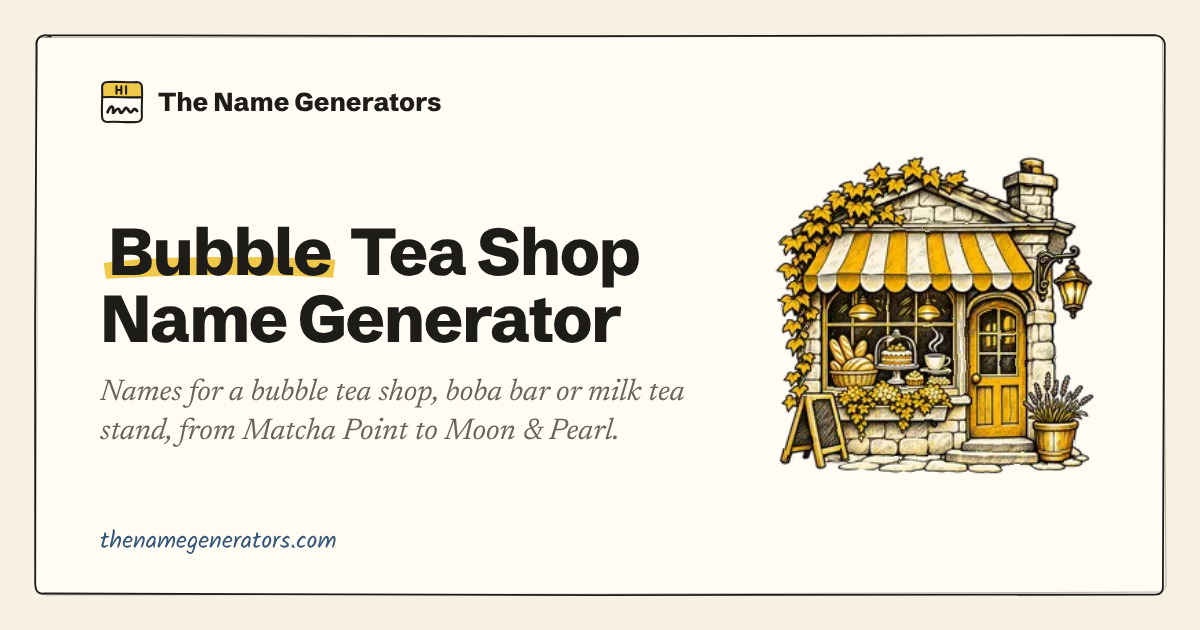 HI
The Name Generators
Bubble Tea Shop
Name Generator
Names for a bubble tea shop, boba bar or milk tea
stand, from Matcha Point to Moon & Pearl.
thenamegenerators.com